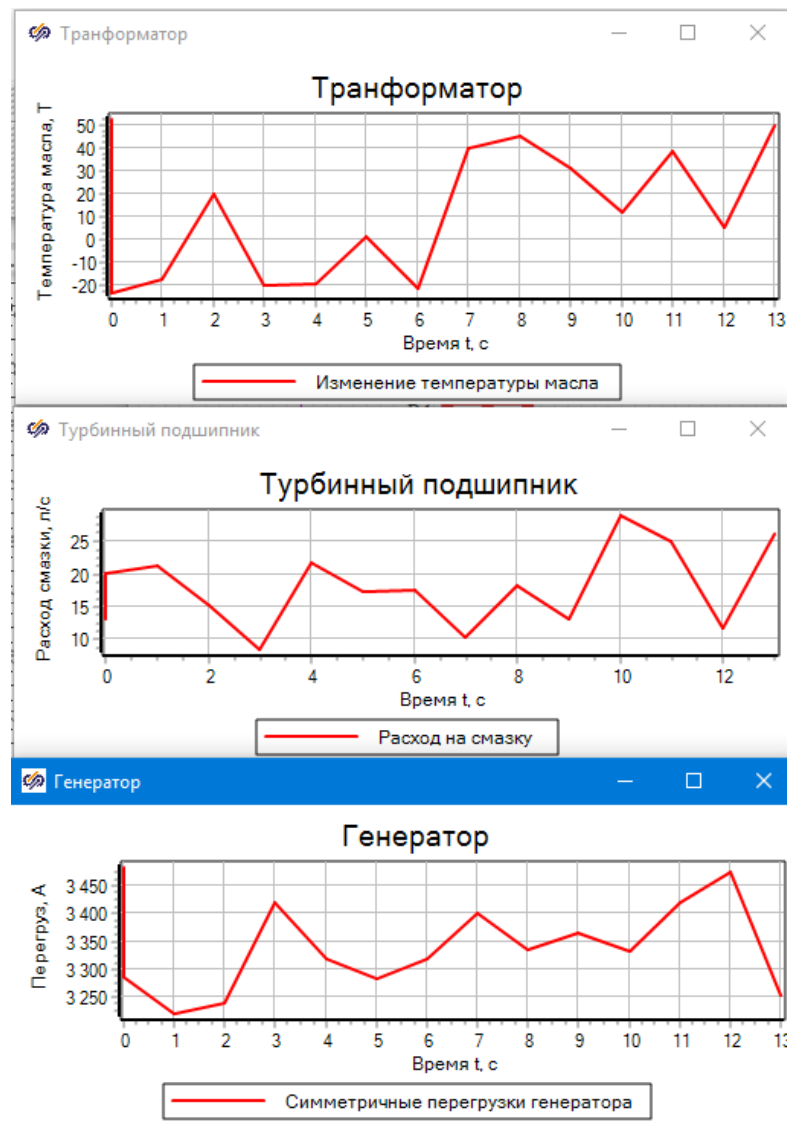 Транформатор
Транформатор
Температура масла, Т
50
40
30
20
10
0
-10
-20
0 1 2 3 4 5 6 7 8 9 10 11 12 13
Время t, с
Изменение температуры масла
Турбинный подшипник
Турбинный подшипник
Расход смазки, л/с
25
20
15
10
0 2 4 6 8 10 12
Время t, с
Расход на смазку
Генератор
Генератор
Перегруз, А
3 450
3 400
3 350
3 300
3 250
0 1 2 3 4 5 6 7 8 9 10 11 12 13
Время t, с
Симметричные перегрузки генератора